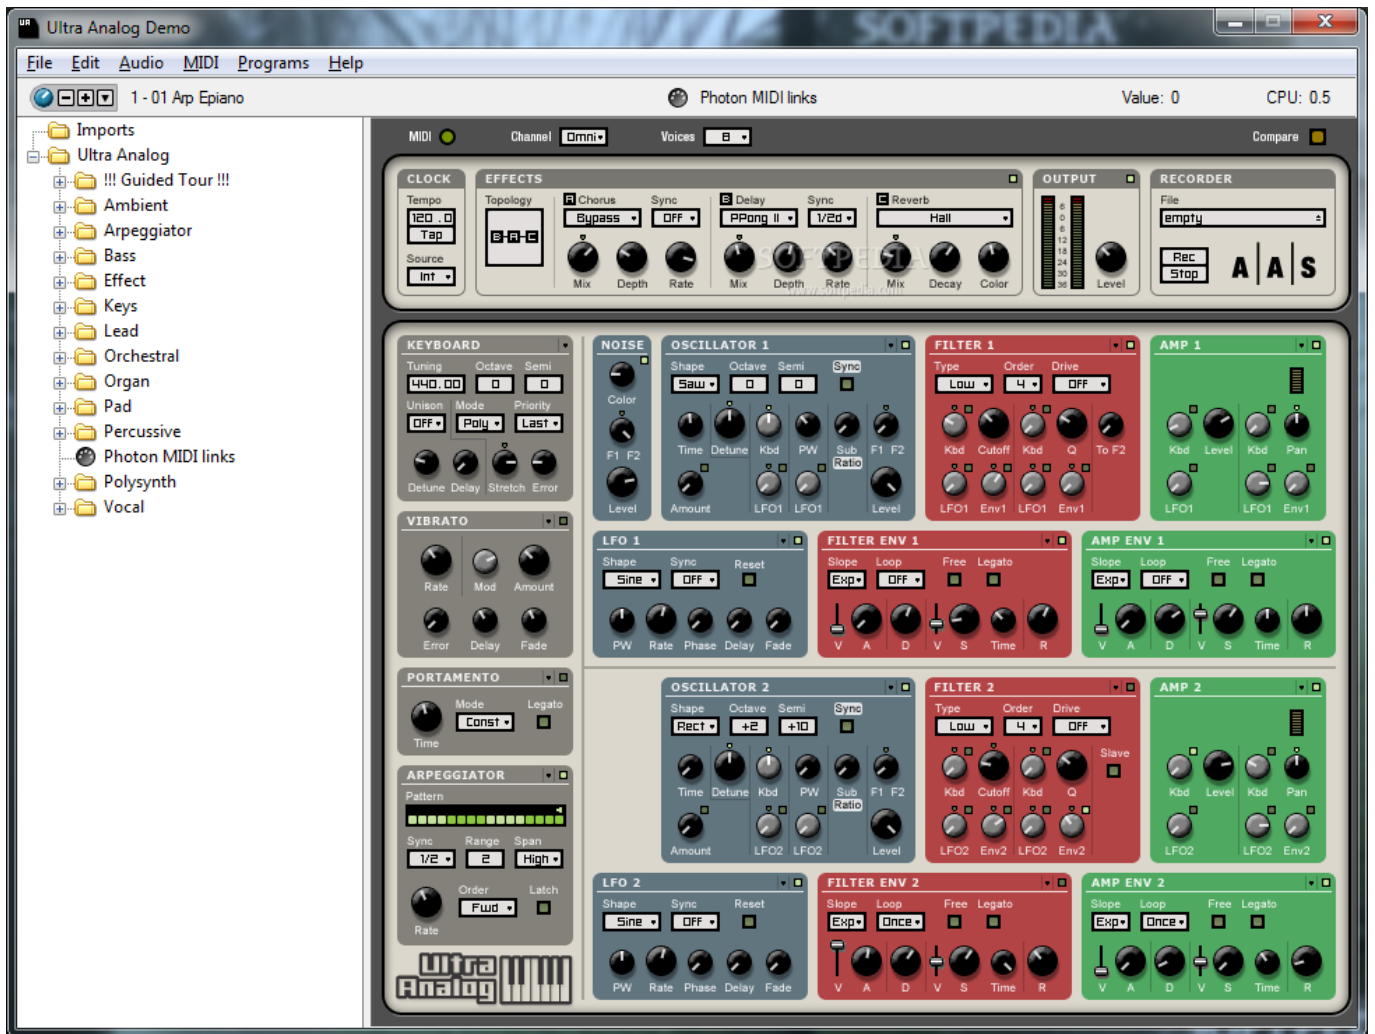 UA Ultra Analog Demo
SOFTPEDIA
File Edit Audio MIDI Programs Help
1 - 01 Arp Epiano
Photon MIDI links
Value: 0
CPU: 0.5
Imports
Ultra Analog
!!! Guided Tour !!!
Ambient
Arpeggiator
Bass
Effect
Keys
Lead
Orchestral
Organ
Pad
Percussive
Photon MIDI links
Polysynth
Vocal
MIDI Channel Omni Voices 8 Compare
CLOCK
Tempo
120 .0
Tap
Source
Int
EFFECTS
Topology
B-A-C
A Chorus Sync
Bypass OFF
Mix Depth Rate
B Delay Sync
PPong II 1/2d
Mix Depth Rate
C Reverb
Hall
Mix Decay Color
SOFTPEDIA
www.softpedia.com
OUTPUT
6
0
6
12
18
24
30
36
Level
RECORDER
File
empty
Rec
Stop
A|A|S
KEYBOARD
Tuning Octave Semi
440.00 0 0
Unison Mode Priority
OFF Poly Last
Detune Delay Stretch Error
NOISE
Color
F1 F2
Level
OSCILLATOR 1
Shape Octave Semi Sync
Saw 0 0
Time Detune Kbd PW Sub F1 F2
Ratio
Amount LFO1 LFO1 Level
FILTER 1
Type Order Drive
Low 4 OFF
Kbd Cutoff Kbd Q To F2
LFO1 Env1 LFO1 Env1
AMP 1
Kbd Level Kbd Pan
LFO1 LFO1 Env1
VIBRATO
Rate Mod Amount
Error Delay Fade
LFO 1
Shape Sync Reset
Sine OFF
PW Rate Phase Delay Fade
FILTER ENV 1
Slope Loop Free Legato
Exp OFF
V A D V S Time R
AMP ENV 1
Slope Loop Free Legato
Exp OFF
V A D V S Time R
PORTAMENTO
Mode Legato
Const
Time
OSCILLATOR 2
Shape Octave Semi Sync
Rect +2 +10
Time Detune Kbd PW Sub F1 F2
Ratio
Amount LFO2 LFO2 Level
FILTER 2
Type Order Drive
Low 4 OFF
Slave
Kbd Cutoff Kbd Q
LFO2 Env2 LFO2 Env2
AMP 2
Kbd Level Kbd Pan
LFO2 LFO2 Env2
ARPEGGIATOR
Pattern
Sync Range Span
1/2 2 High
Order Latch
Fwd
Rate
LFO 2
Shape Sync Reset
Sine OFF
PW Rate Phase Delay Fade
FILTER ENV 2
Slope Loop Free Legato
Exp Once
V A D V S Time R
AMP ENV 2
Slope Loop Free Legato
Exp Once
V A D V S Time R
Ultra
Analog